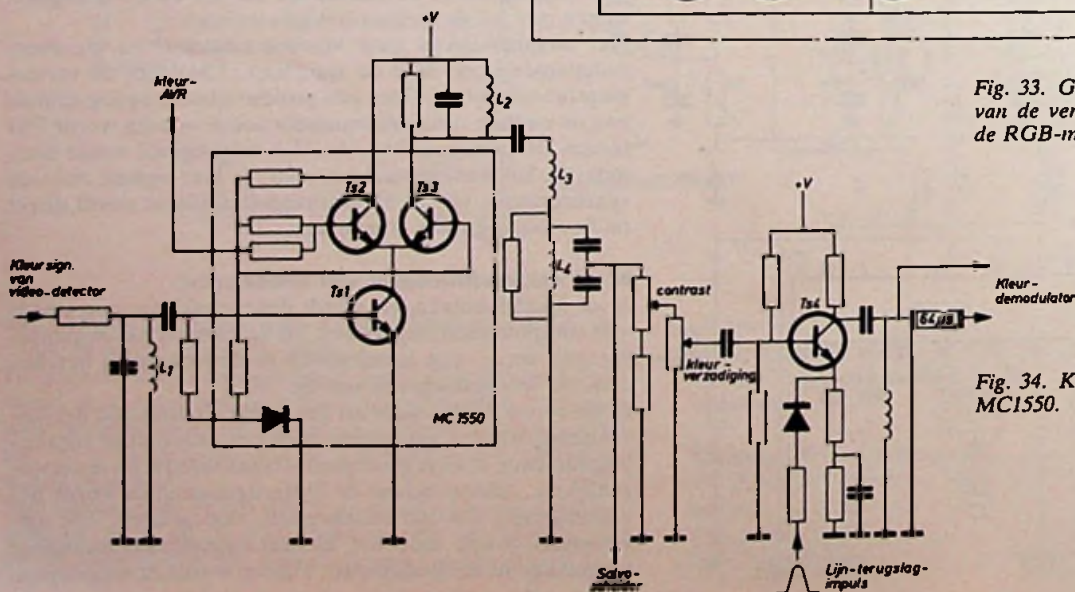 +V
kleur-
AVR
L2
Fig. 33. G
van de ver
de RGB-m
Ts2
Ts3
L3
+V
Kleur sign.
van
video-detector
Ts1
L4
contrast
Ts4
Kleur-
demodulator
64 µs
L1
kleur-
verzadiging
MC 1550
Fig. 34. K
MC1550.
Salvo-
scheider
Lijn-terugslag-
impuls